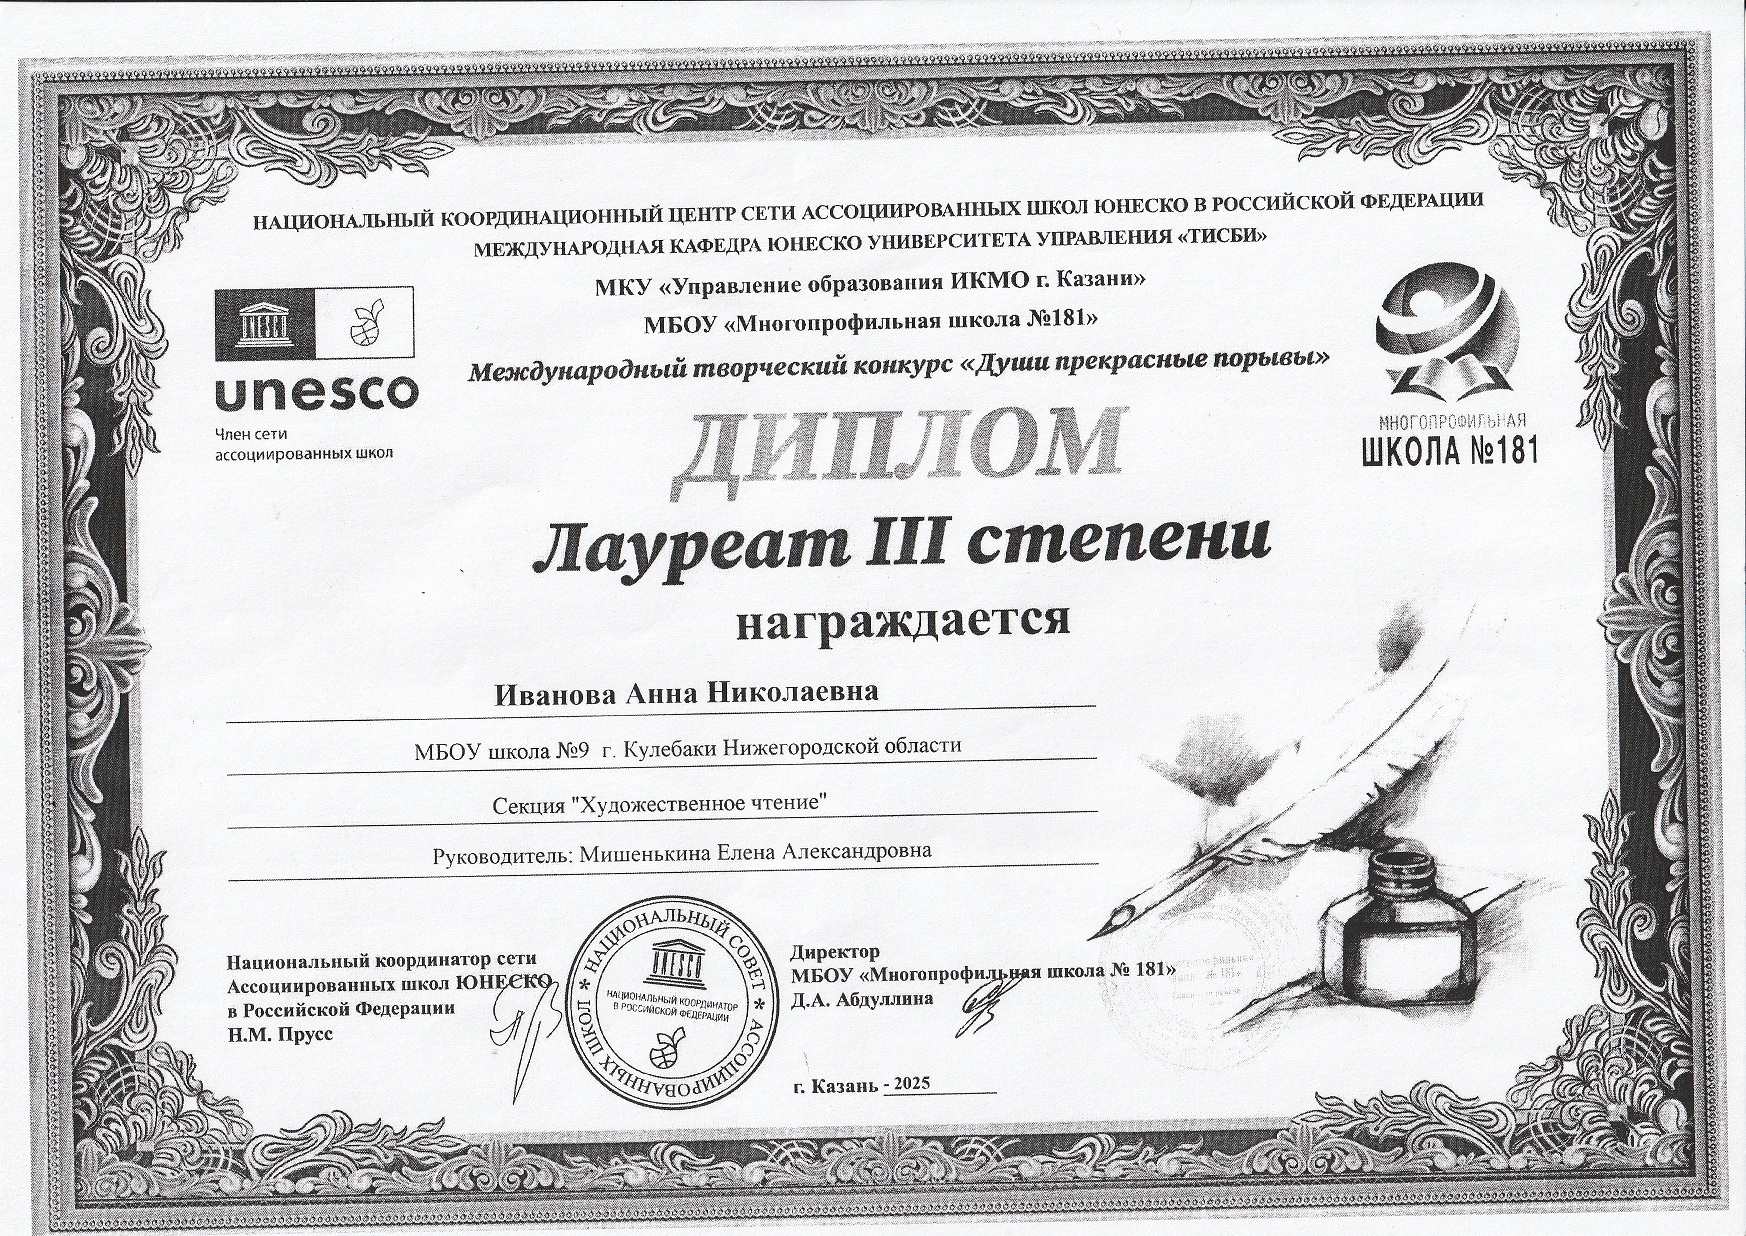 НАЦИОНАЛЬНЫЙ КООРДИНАЦИОННЫЙ ЦЕНТР СЕТИ АССОЦИИРОВАННЫХ ШКОЛ ЮНЕСКО В РОССИЙСКОЙ ФЕДЕРАЦИИ
МЕЖДУНАРОДНАЯ КАФЕДРА ЮНЕСКО УНИВЕРСИТЕТА УПРАВЛЕНИЯ «ТИСБИ»
МКУ «Управление образования ИКМО г. Казани»
МБОУ «Многопрофильная школа №181»
Международный творческий конкурс «Души прекрасные порывы»
unesco
Член сети
ассоциированных школ
МНОГОПРОФИЛЬНАЯ
ШКОЛА №181
ДИПЛОМ
Лауреат III степени
награждается
Иванова Анна Николаевна
МБОУ школа №9 г. Кулебаки Нижегородской области
Секция "Художественное чтение"
Руководитель: Мишенькина Елена Александровна
Национальный координатор сети
Ассоциированных школ ЮНЕСКО
в Российской Федерации
Н.М. Прусс
* НАЦИОНАЛЬНЫЙ СОВЕТ * АССОЦИИРОВАННЫХ ШКОЛ
UNESCO
НАЦИОНАЛЬНЫЙ КООРДИНАТОР
В РОССИЙСКОЙ ФЕДЕРАЦИИ
Директор
МБОУ «Многопрофильная школа № 181»
Д.А. Абдуллина
г. Казань - 2025